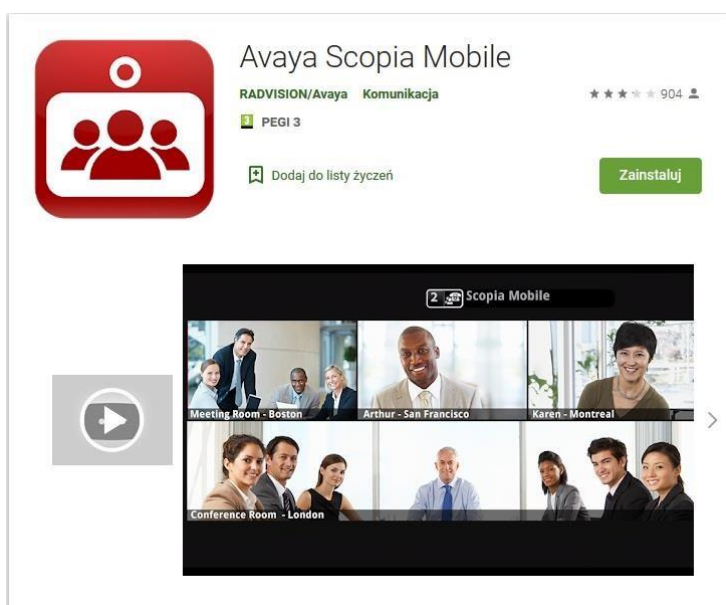 Avaya Scopia Mobile
RADVISION/Avaya Komunikacja
904
3 PEGI 3
Dodaj do listy życzeń
Zainstaluj
2 Scopia Mobile
Meeting Room - Boston
Arthur - San Francisco
Karen - Montreal
Conference Room - London